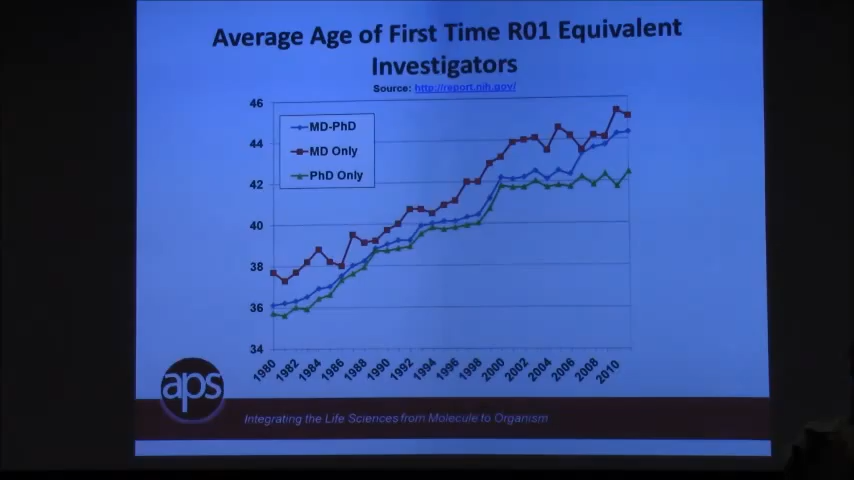 Average Age of First Time R01 Equivalent
Investigators
Source: http://report.nih.gov/
46
44
42
40
38
36
34
MD-PhD
MD Only
PhD Only
1980
1982
1984
1986
1988
1990
1992
1994
1996
1998
2000
2002
2004
2006
2008
2010
aps
Integrating the Life Sciences from Molecule to Organism